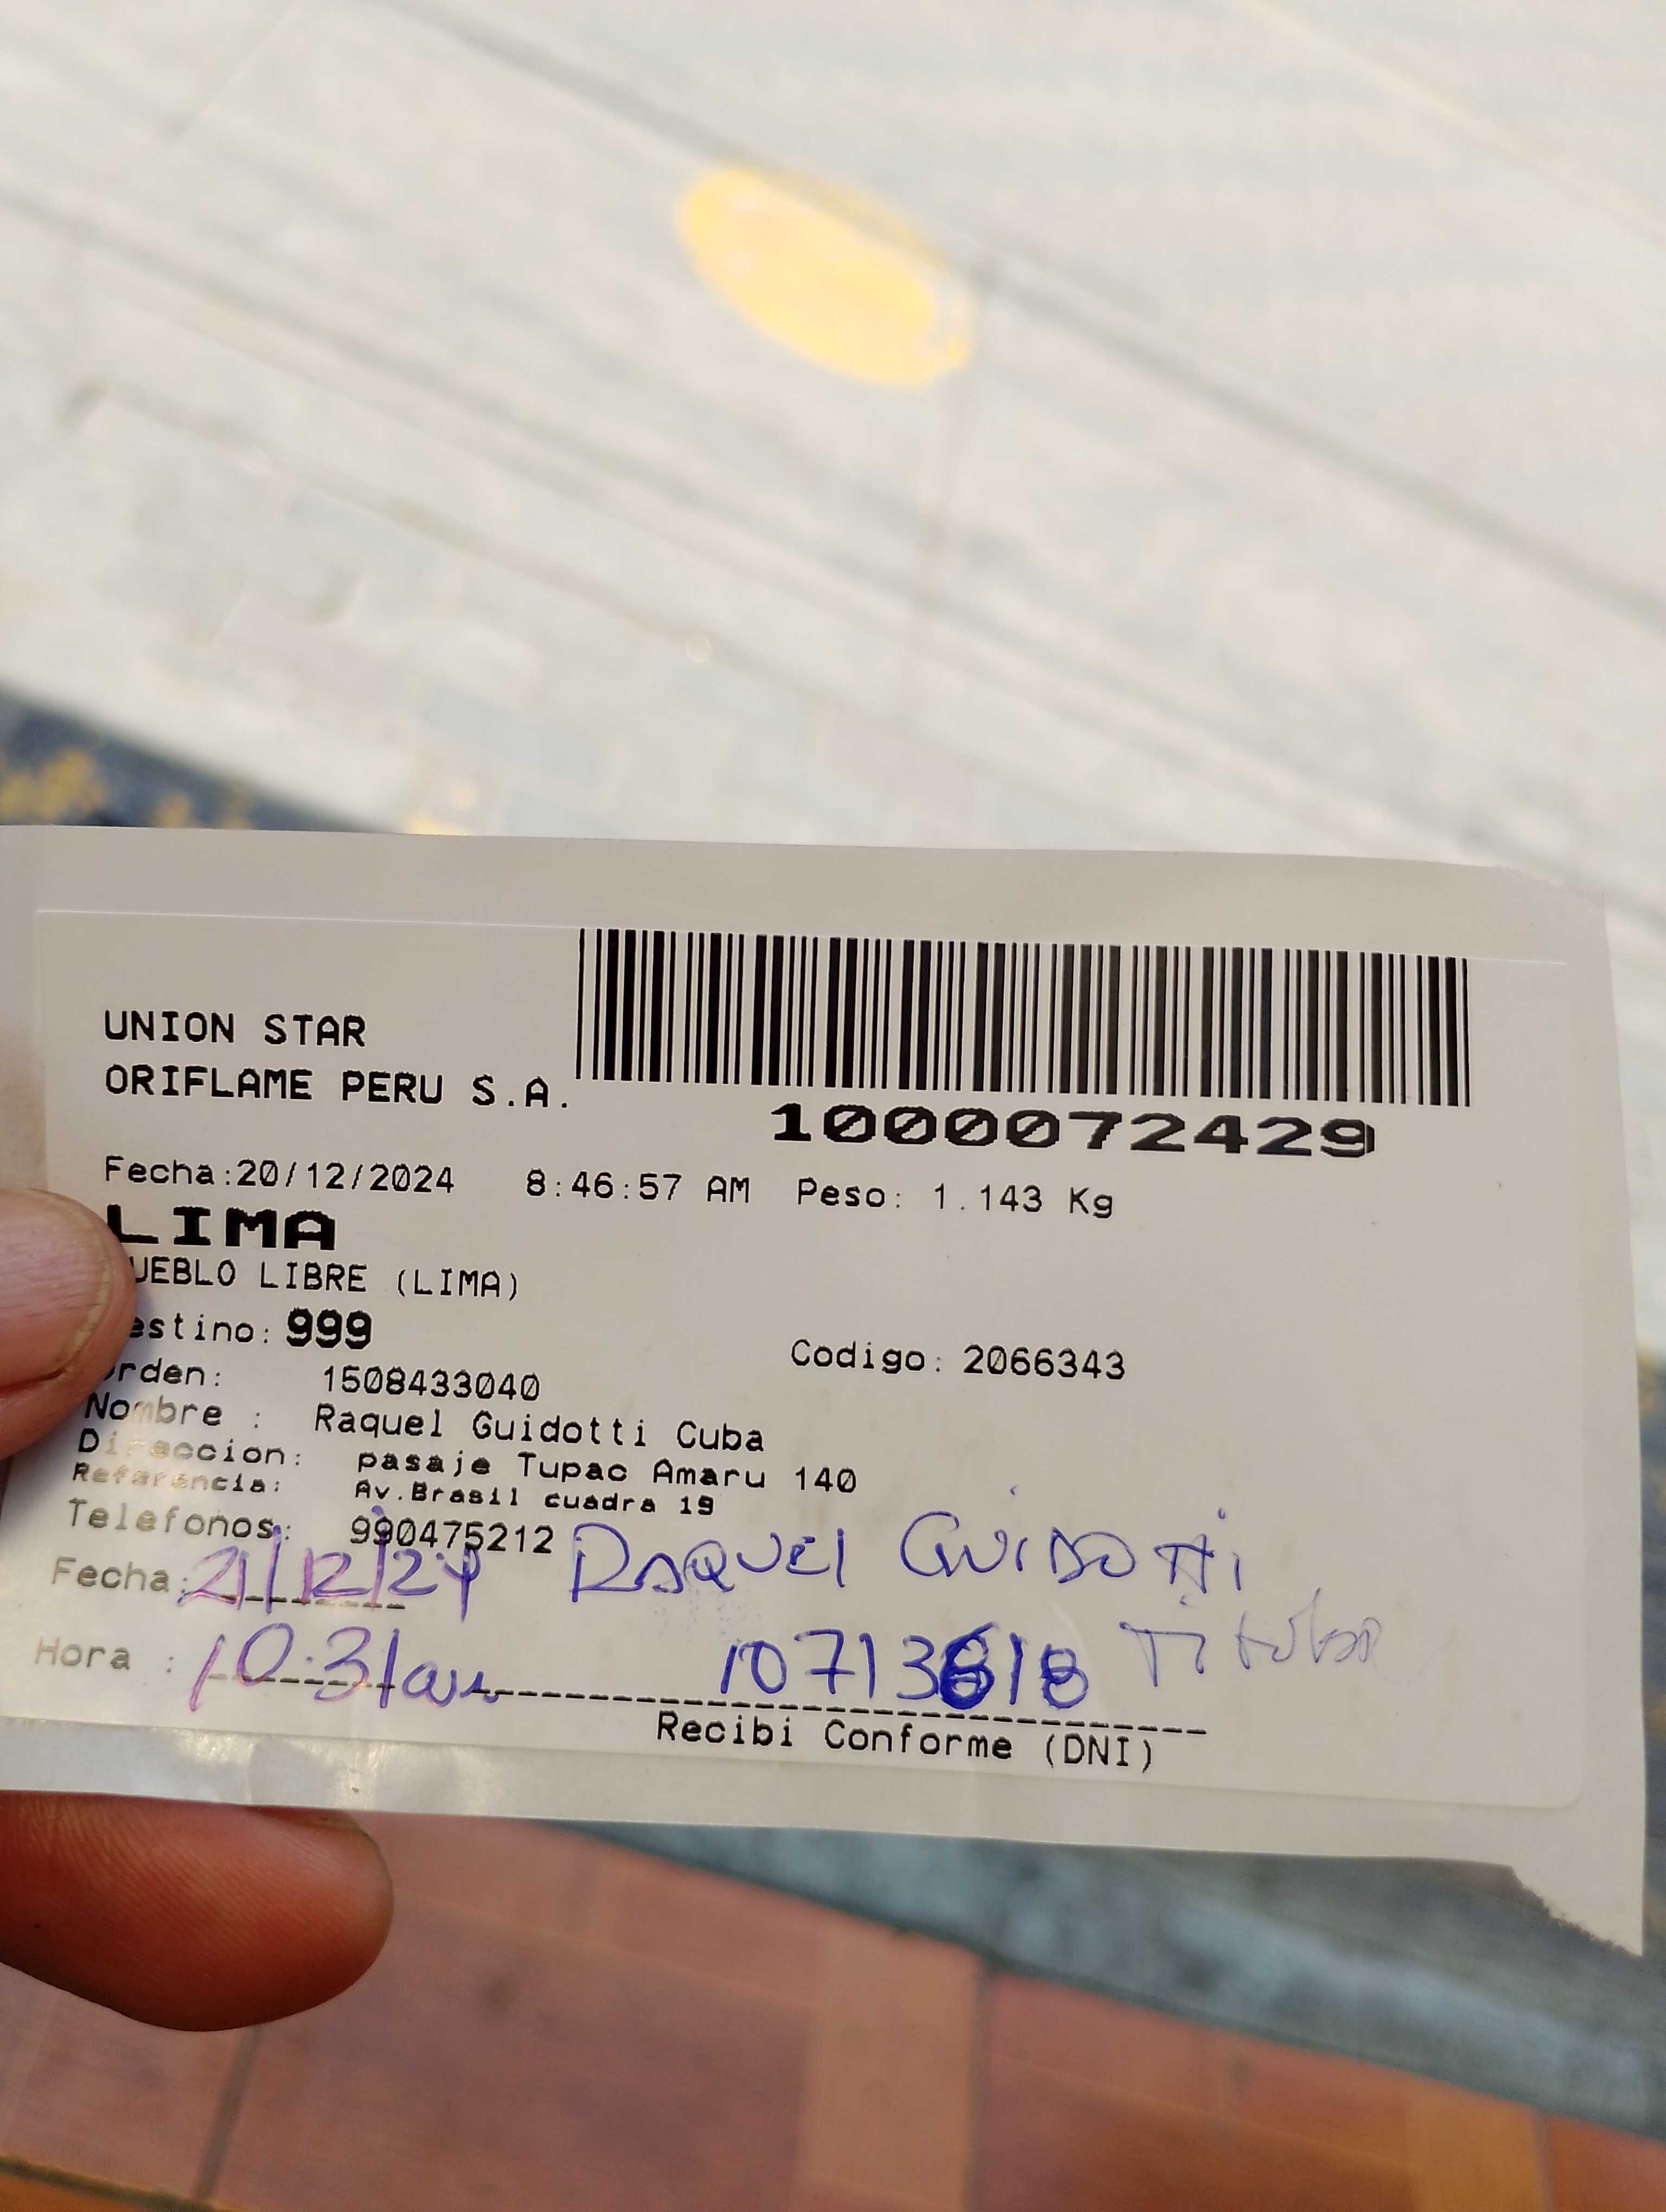 UNION STAR
ORIFLAME PERU S.A.
1000072429
Fecha:20/12/2024 8:46:57 AM Peso: 1.143 Kg
LIMA
UEBLO LIBRE (LIMA)
estino: 999
Codigo: 2066343
rden: 1508433040
Nombre : Raquel Guidotti Cuba
Direccion: pasaje Tupac Amaru 140
Referencia: Av.Brasil cuadra 19
Telefonos: 990475212
RAQUEL GUIDOTTi
Fecha: 21/12/24
Titular
Hora : 10:31am
Recibi Conforme (DNI)